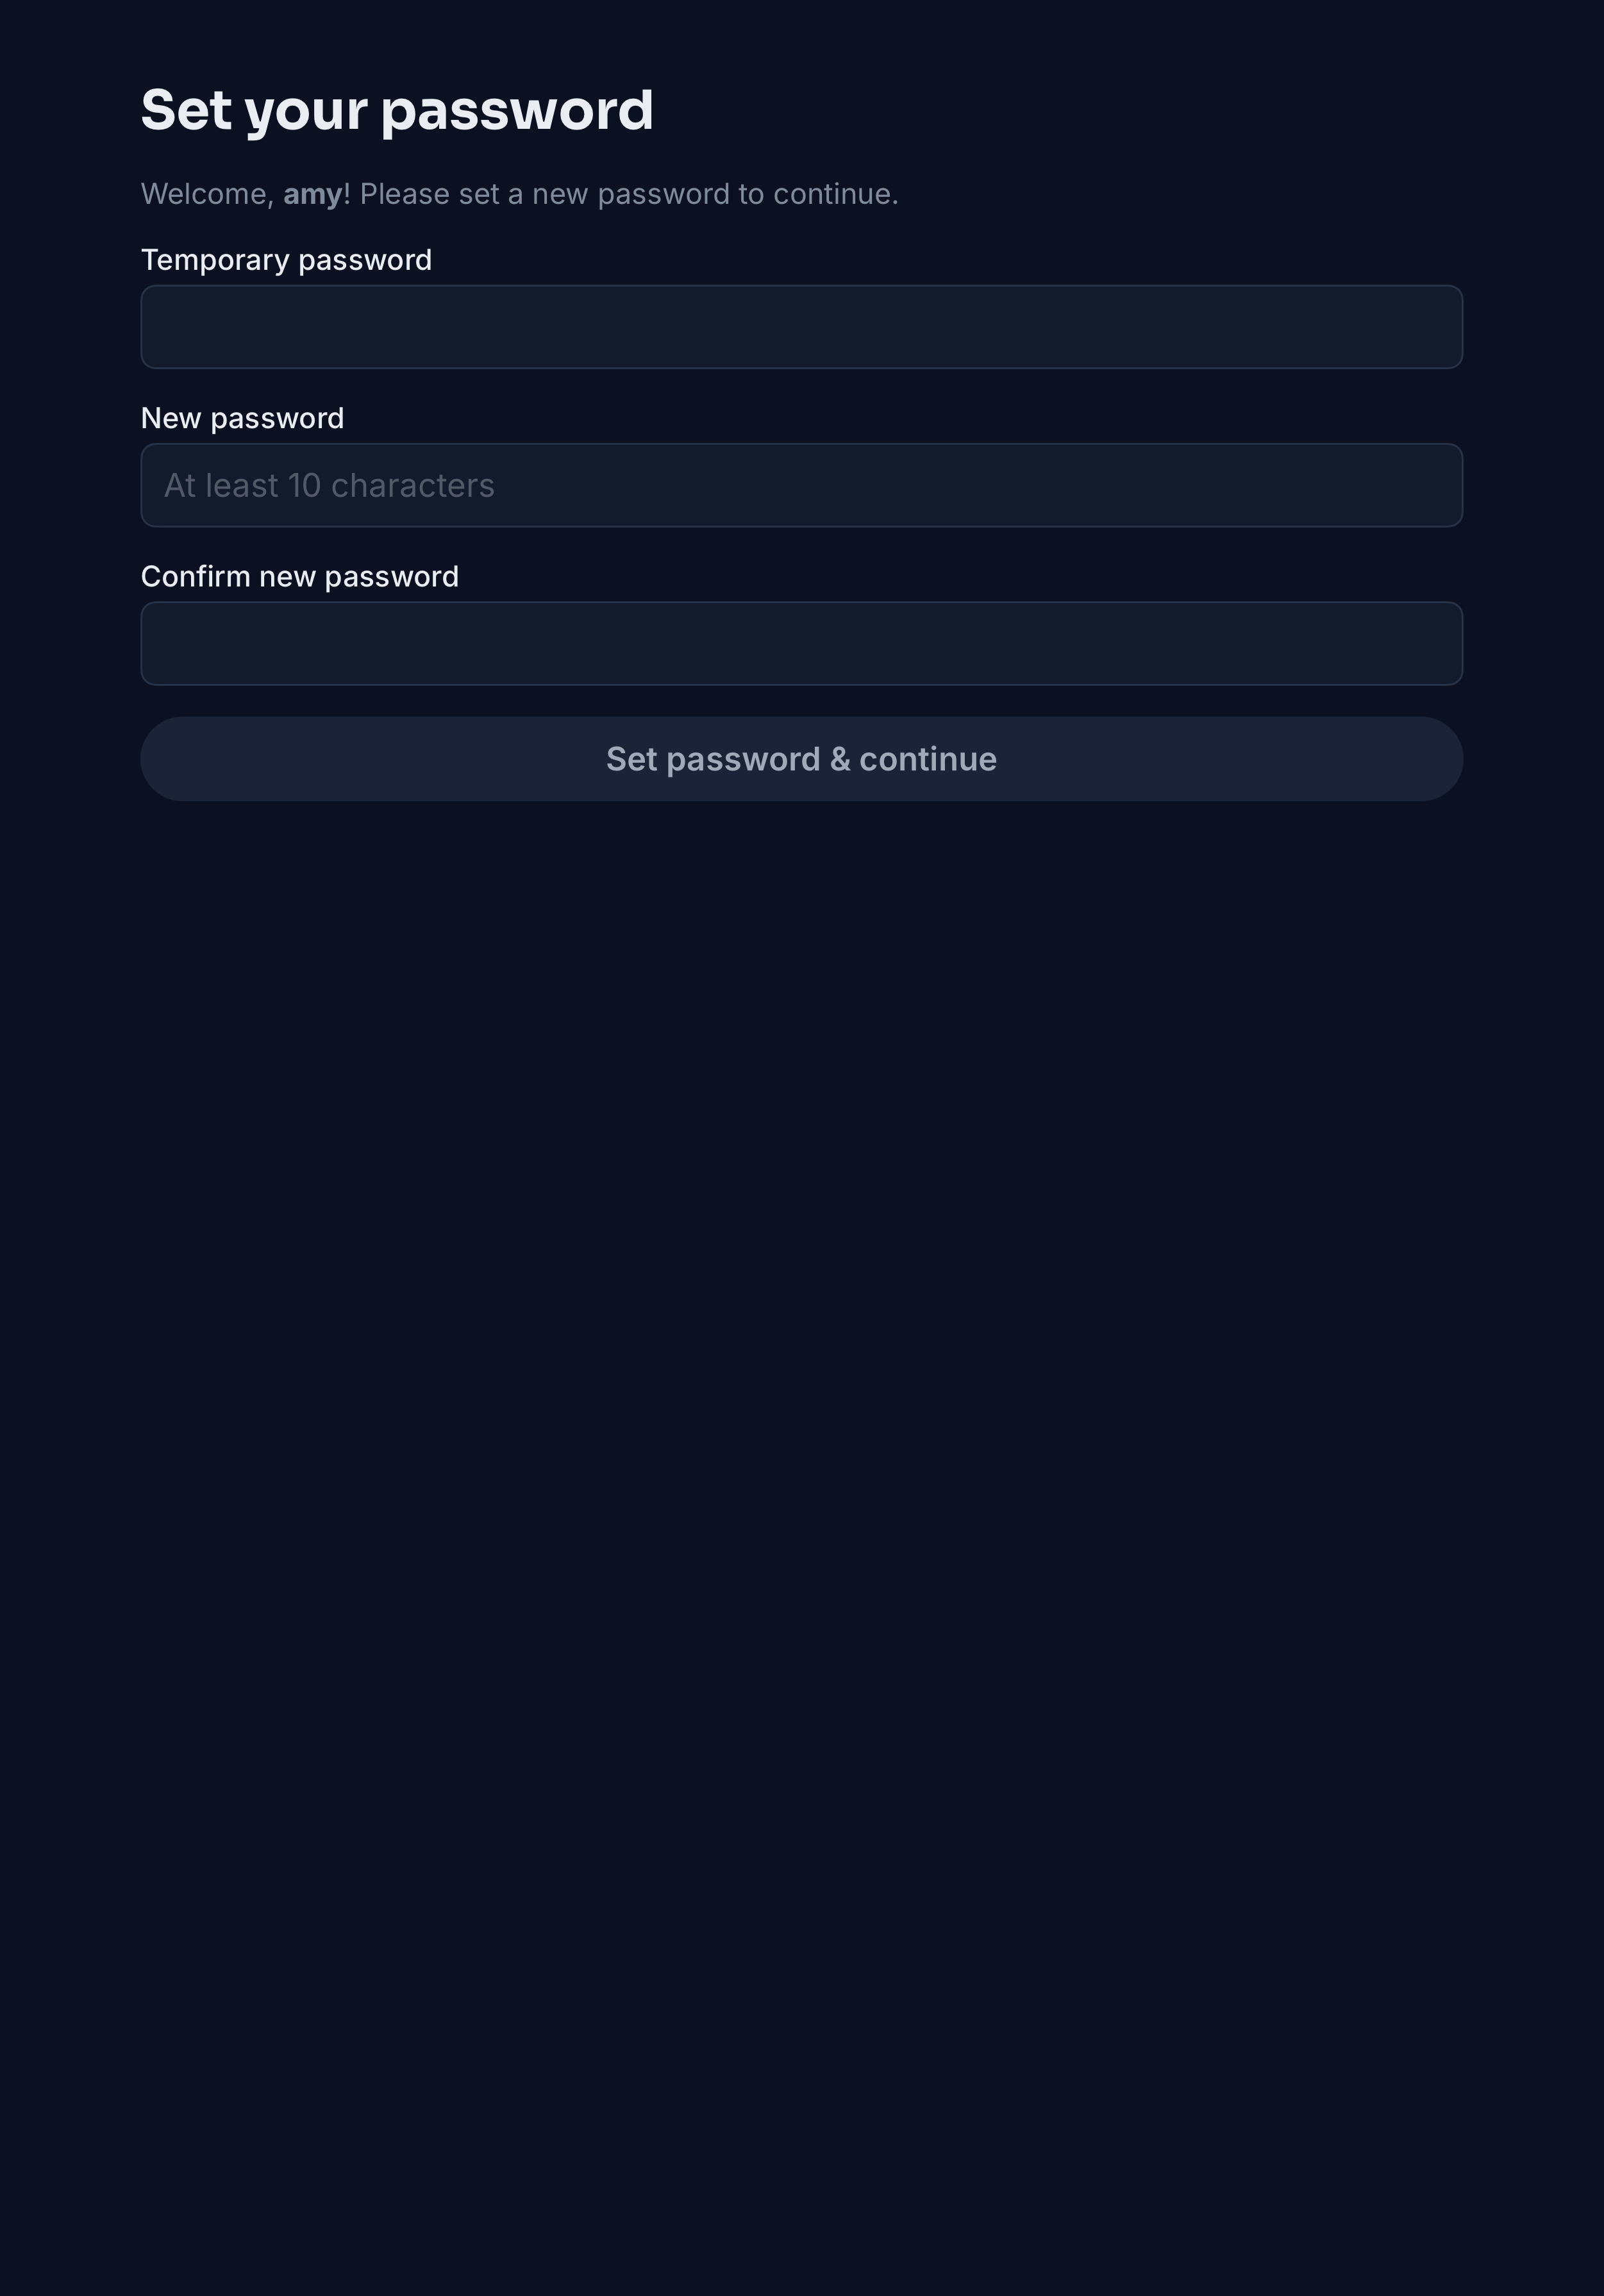 Set your password
Welcome, amy! Please set a new password to continue.
Temporary password
New password
At least 10 characters
Confirm new password
Set password & continue